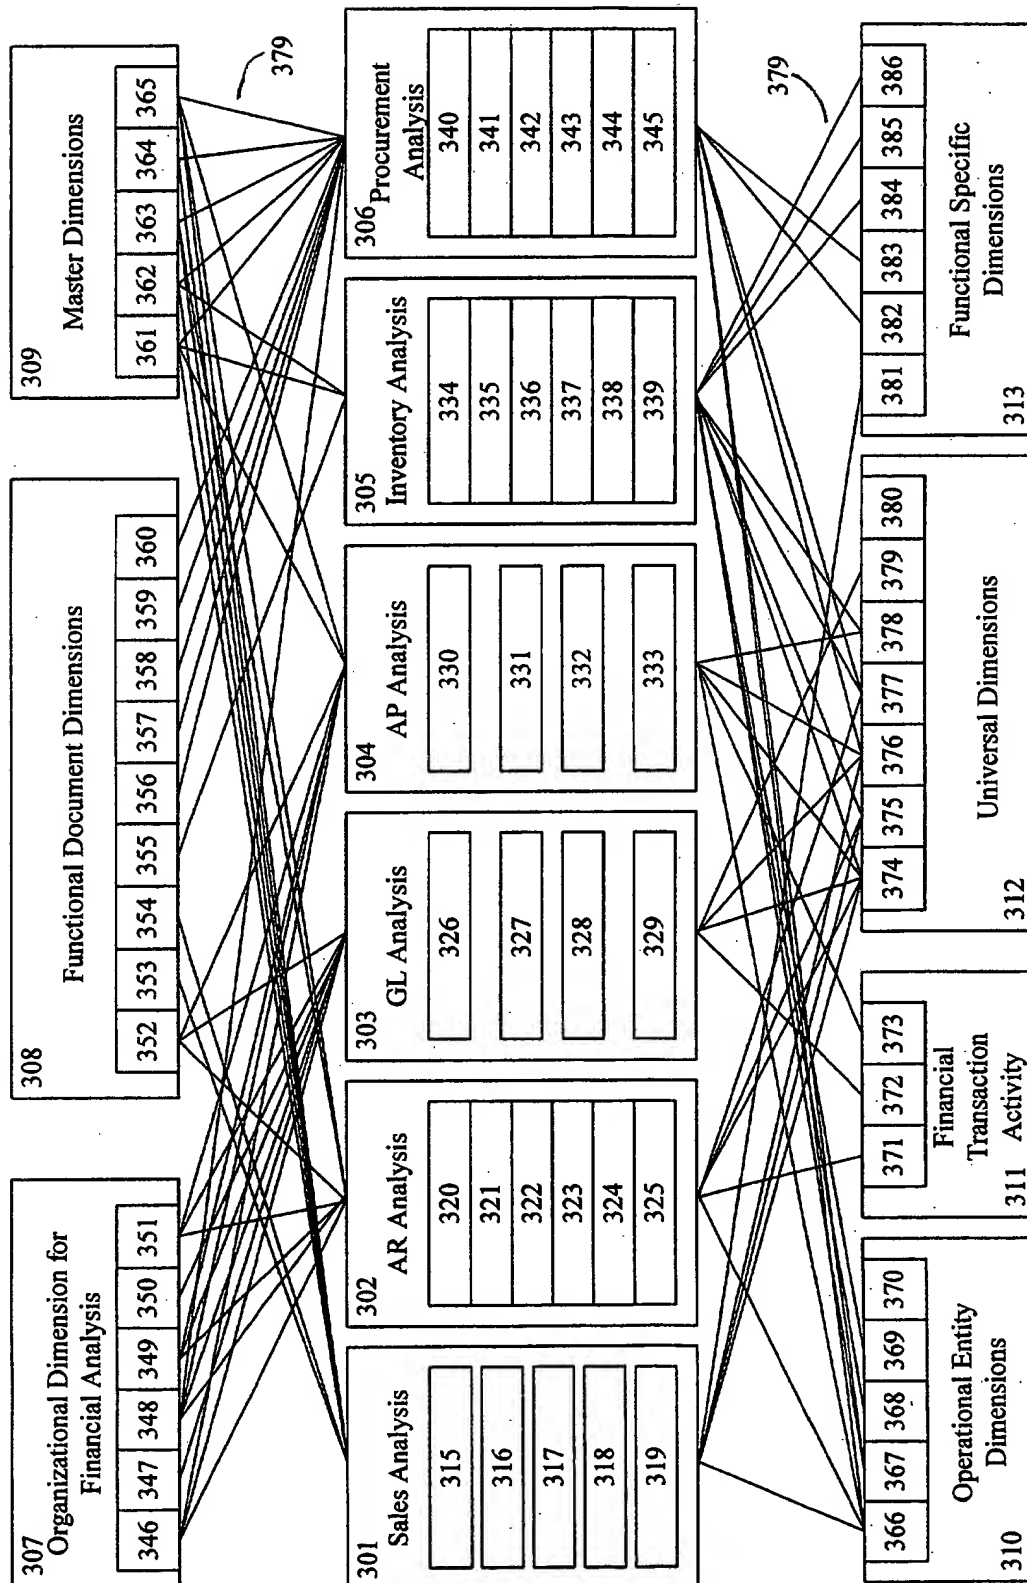 307
Organizational Dimension for
Financial Analysis
346 347 348 349 350 351
308
Functional Document Dimensions
352 353 354 355 356 357 358 359 360
309
Master Dimensions
361 362 363 364 365
379
301
Sales Analysis
315
316
317
318
319
302
AR Analysis
320
321
322
323
324
325
303
GL Analysis
326
327
328
329
304
AP Analysis
330
331
332
333
305
Inventory Analysis
334
335
336
337
338
339
306
Procurement
Analysis
340
341
342
343
344
345
379
366 367 368 369 370
Operational Entity
Dimensions
310
371 372 373
Financial
Transaction
Activity
311
374 375 376 377 378 379 380
Universal Dimensions
312
381 382 383 384 385 386
Functional Specific
Dimensions
313